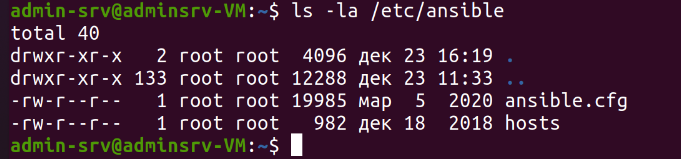 admin-srv@adminsrv-VM:~$ ls -la /etc/ansible
total 40
drwxr-xr-x   2 root root  4096 дек 23 16:19 .
drwxr-xr-x 133 root root 12288 дек 23 11:33 ..
-rw-r--r--   1 root root 19985 мар  5  2020 ansible.cfg
-rw-r--r--   1 root root   982 дек 18  2018 hosts
admin-srv@adminsrv-VM:~$